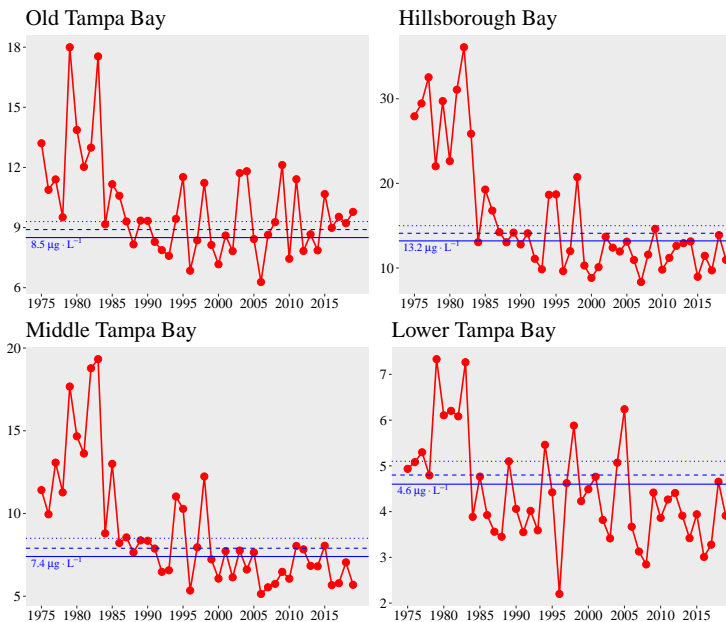 Old Tampa Bay
18
15
12
9
6
8.5 μg · L⁻¹
1975 1980 1985 1990 1995 2000 2005 2010 2015
Hillsborough Bay
30
20
10
13.2 μg · L⁻¹
1975 1980 1985 1990 1995 2000 2005 2010 2015
Middle Tampa Bay
20
15
10
5
7.4 μg · L⁻¹
1975 1980 1985 1990 1995 2000 2005 2010 2015
Lower Tampa Bay
7
6
5
4
3
2
4.6 μg · L⁻¹
1975 1980 1985 1990 1995 2000 2005 2010 2015